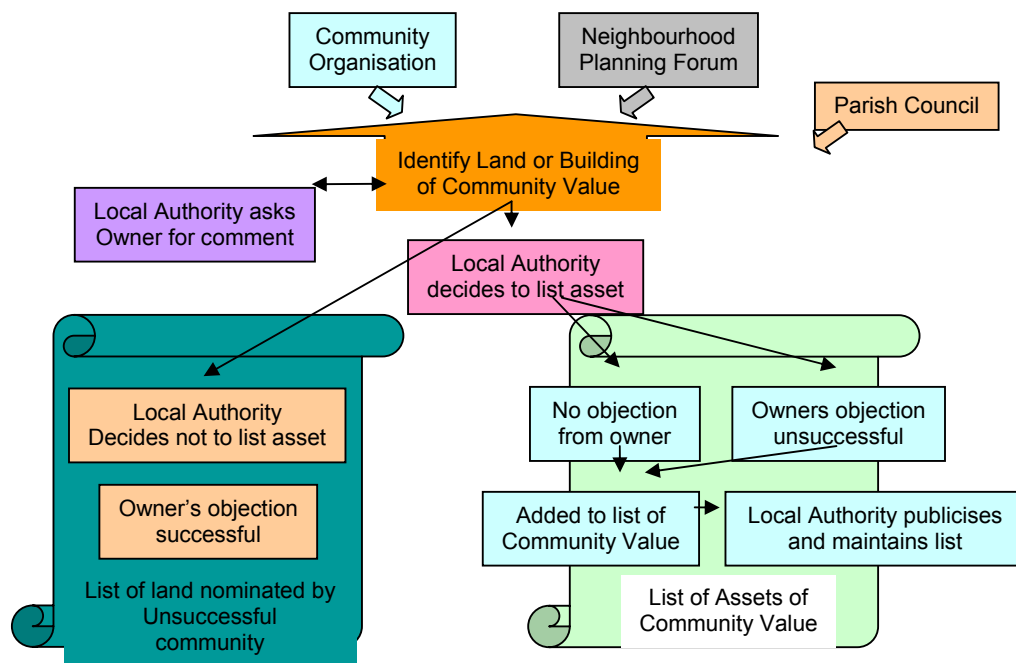 Community
Organisation
Neighbourhood
Planning Forum
Parish Council
Identify Land or Building
of Community Value
Local Authority asks
Owner for comment
Local Authority
decides to list asset
Local Authority
Decides not to list asset
Owner’s objection
successful
List of land nominated by
Unsuccessful
community
No objection
from owner
Owners objection
unsuccessful
Added to list of
Community Value
Local Authority publicises
and maintains list
List of Assets of
Community Value